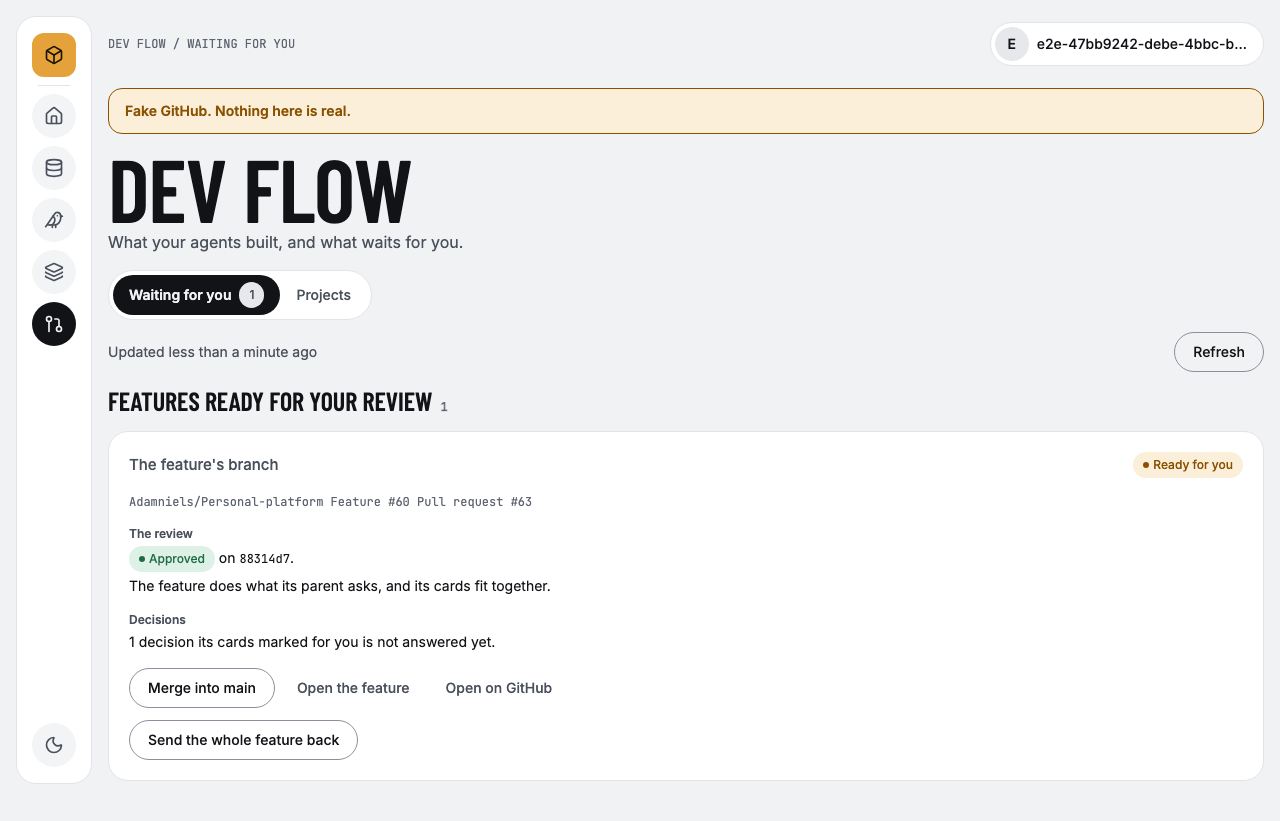 DEV FLOW / WAITING FOR YOU
E
e2e-47bb9242-debe-4bbc-b...
Fake GitHub. Nothing here is real.
DEV FLOW
What your agents built, and what waits for you.
Waiting for you 1
Projects
Updated less than a minute ago
Refresh
FEATURES READY FOR YOUR REVIEW 1
The feature's branch
Ready for you
Adamniels/Personal-platform Feature #60 Pull request #63
The review
Approved on 88314d7.
The feature does what its parent asks, and its cards fit together.
Decisions
1 decision its cards marked for you is not answered yet.
Merge into main
Open the feature
Open on GitHub
Send the whole feature back